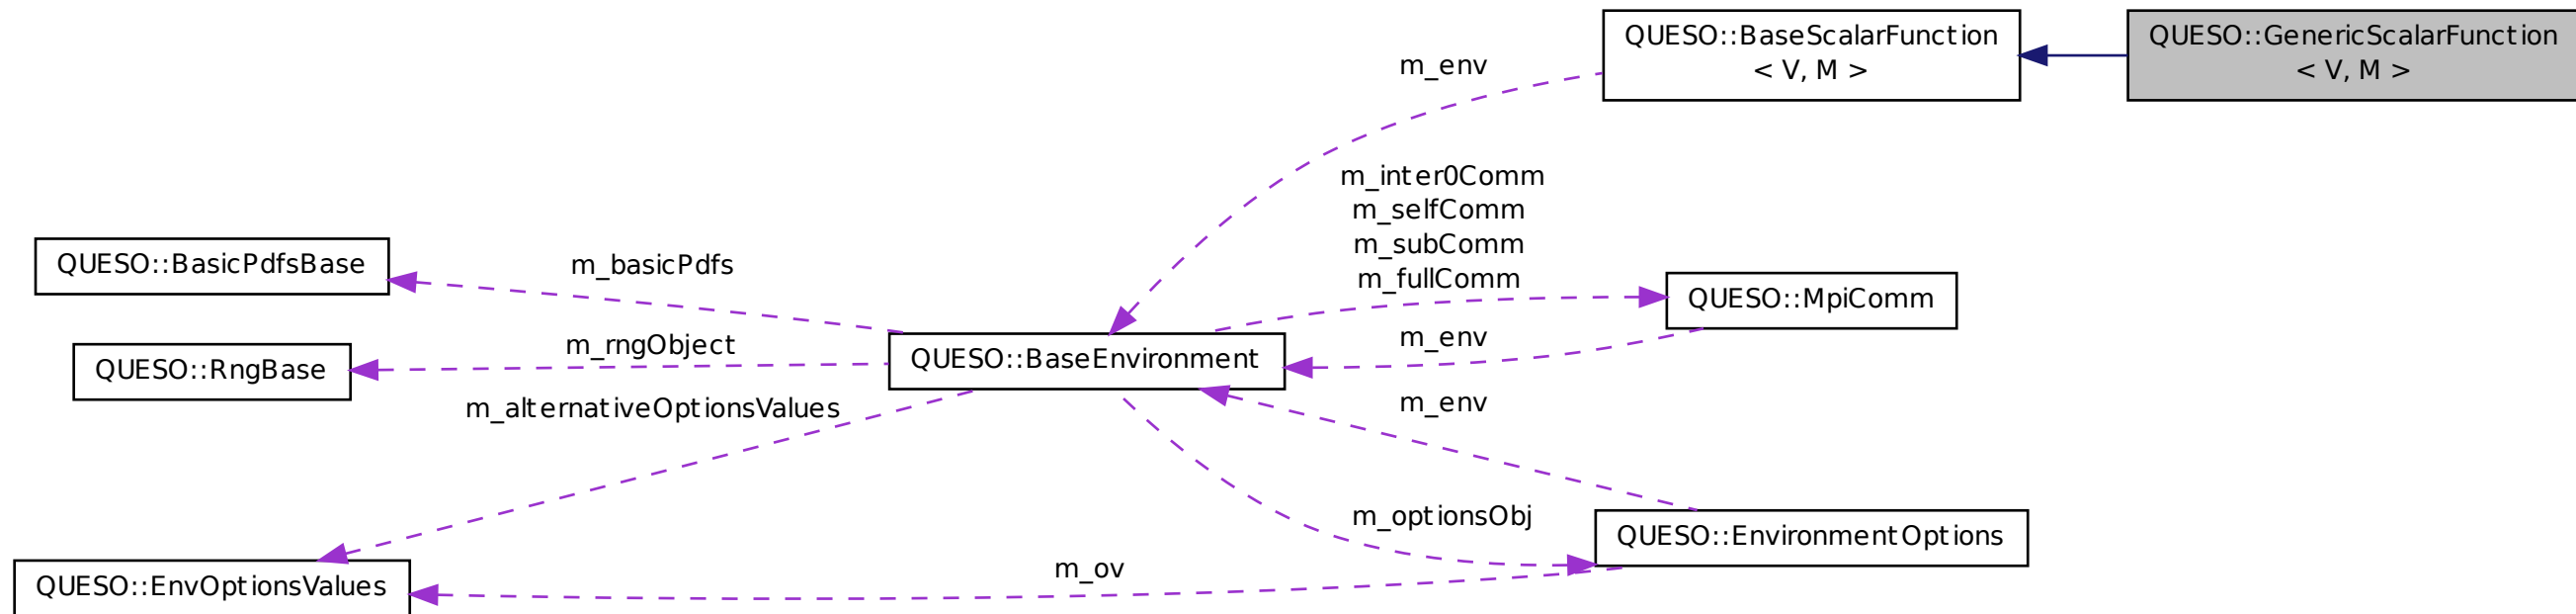 QUESO::BaseScalarFunction
< V, M >
QUESO::GenericScalarFunction
< V, M >
m_env
m_inter0Comm
m_selfComm
m_subComm
m_fullComm
QUESO::BasicPdfsBase
m_basicPdfs
QUESO::MpiComm
m_rngObject
m_env
QUESO::BaseEnvironment
QUESO::RngBase
m_alternativeOptionsValues
m_env
m_optionsObj
QUESO::EnvironmentOptions
m_ov
QUESO::EnvOptionsValues